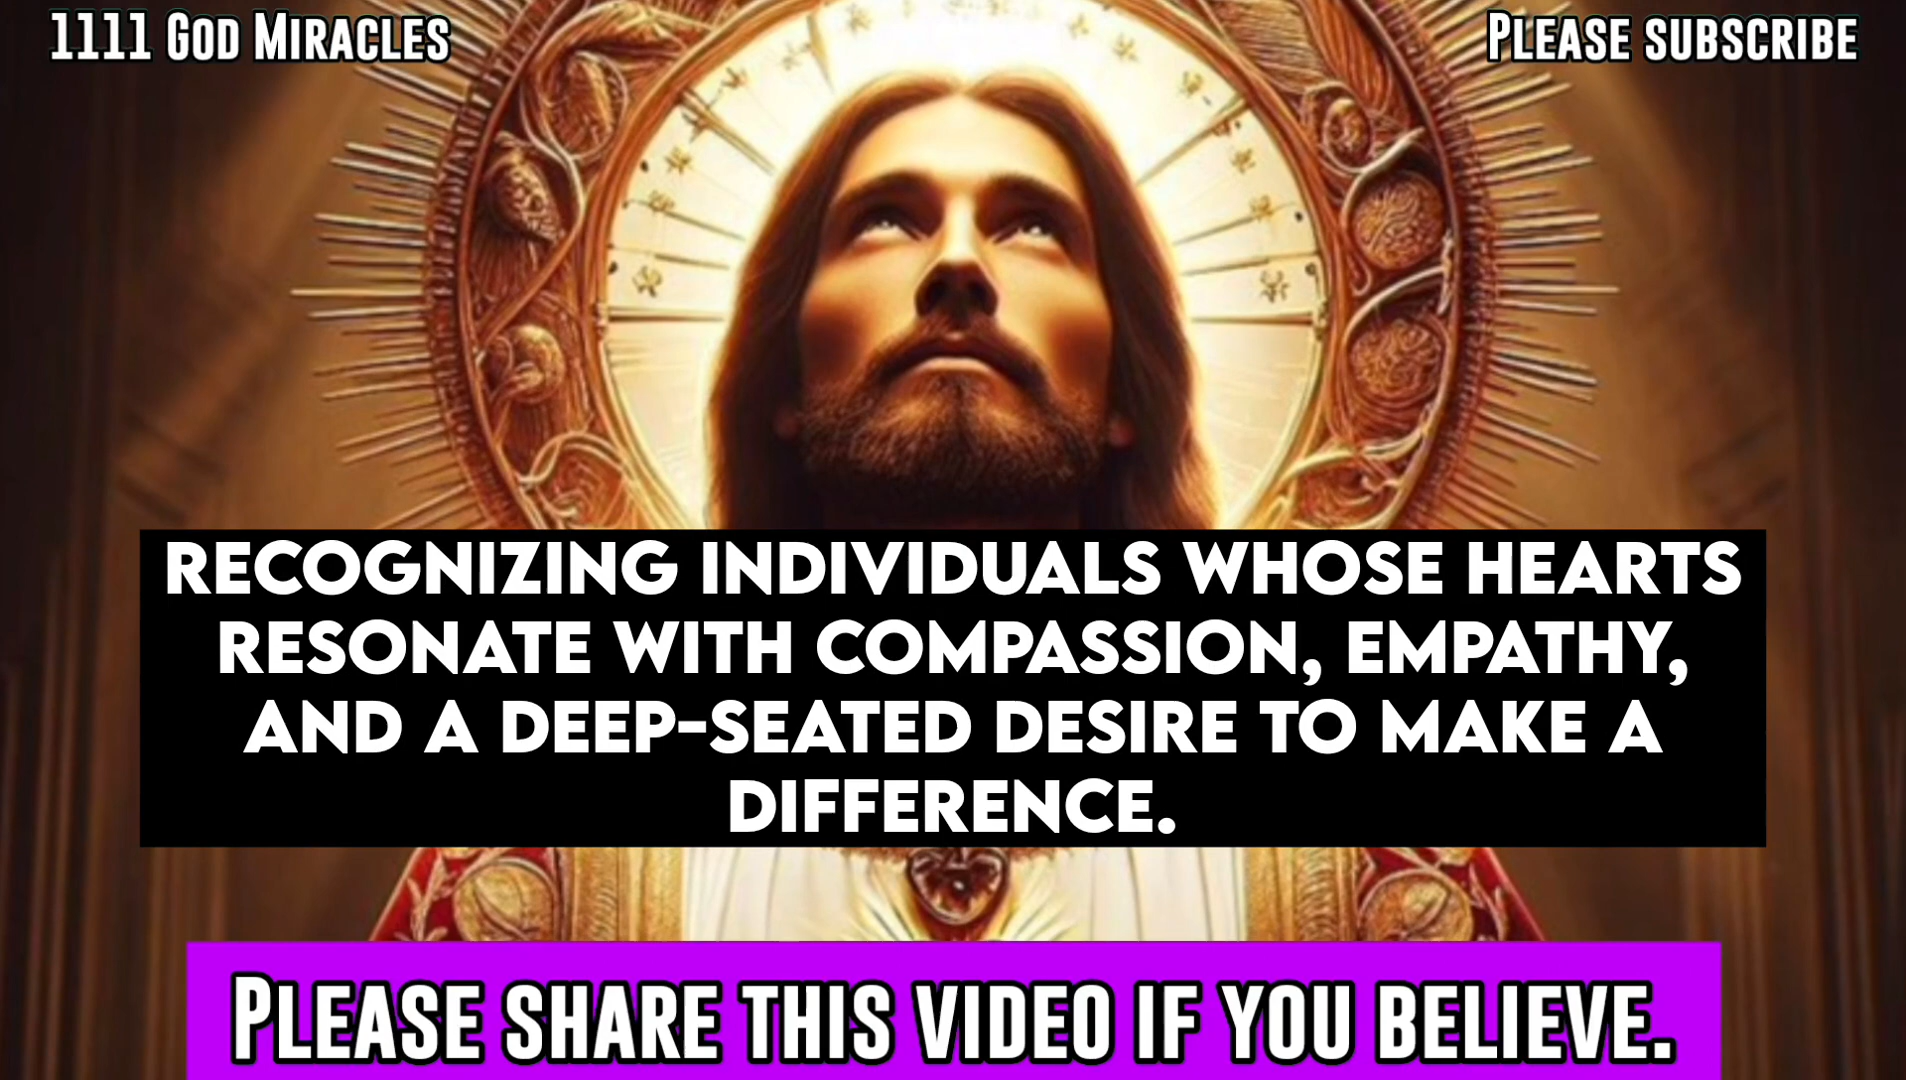 1111 God Miracles
Please subscribe
RECOGNIZING INDIVIDUALS WHOSE HEARTS
RESONATE WITH COMPASSION, EMPATHY,
AND A DEEP-SEATED DESIRE TO MAKE A
DIFFERENCE.
Please share this video if you believe.